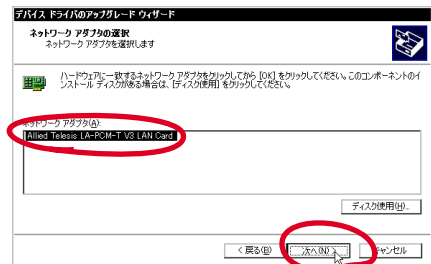 デバイス ドライバのアップグレード ウィザード
ネットワーク アダプタの選択
ネットワーク アダプタを選択します
ハードウェアに一致するネットワーク アダプタをクリックしてから [OK] をクリックしてください。このコンポーネントのイ
ンストール ディスクがある場合は、[ディスク使用] をクリックしてください。
ネットワーク アダプタ(A):
Allied Telesis LA-PCM-T V3 LAN Card
ディスク使用(H)...
< 戻る(B)
次へ(N) >
キャンセル